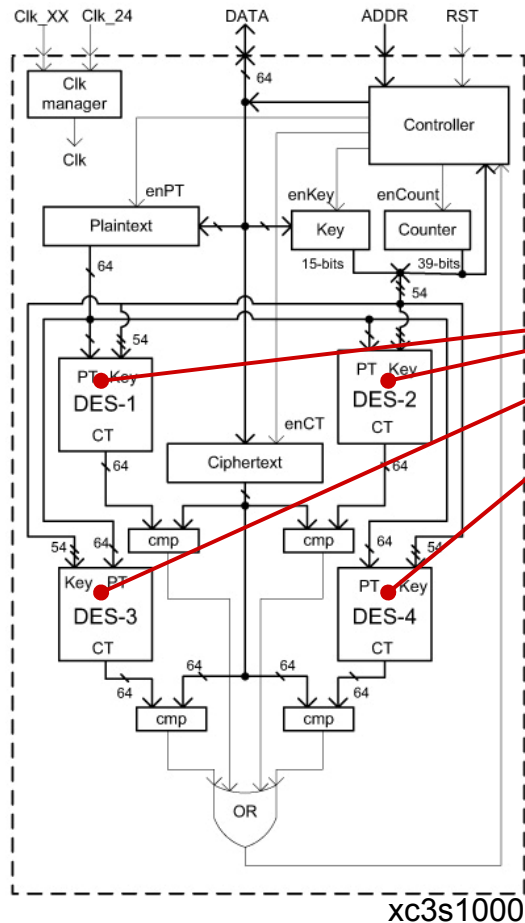 Clk_XX Clk_24 DATA ADDR RST
64
Clk
manager
Controller
Clk
enPT enKey enCount
Plaintext Key Counter
15-bits 39-bits
64 54
54
PT Key PT Key
DES-1 DES-2
CT CT
enCT
64 Ciphertext 64
cmp cmp
54 64 64 54
Key PT PT Key
DES-3 DES-4
CT CT
64 64 64 64
cmp cmp
OR
xc3s1000